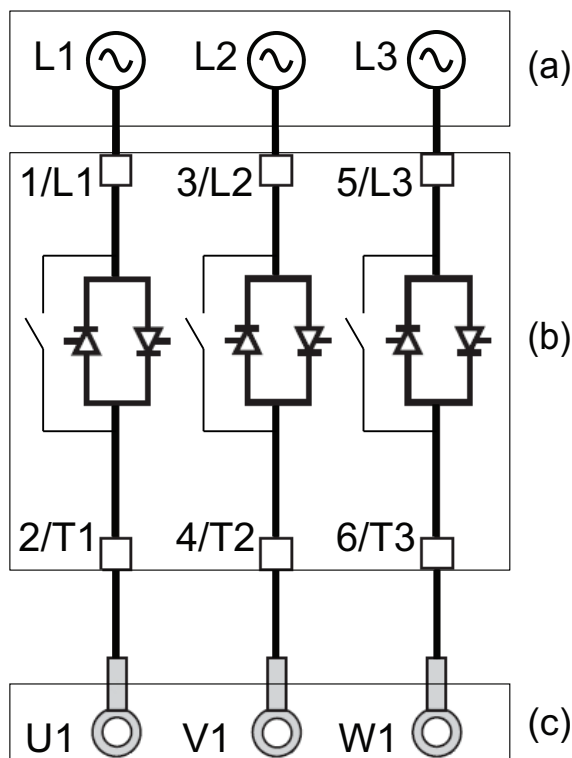 L1 L2 L3 (a)
1/L1 3/L2 5/L3
(b)
2/T1 4/T2 6/T3
U1 V1 W1 (c)